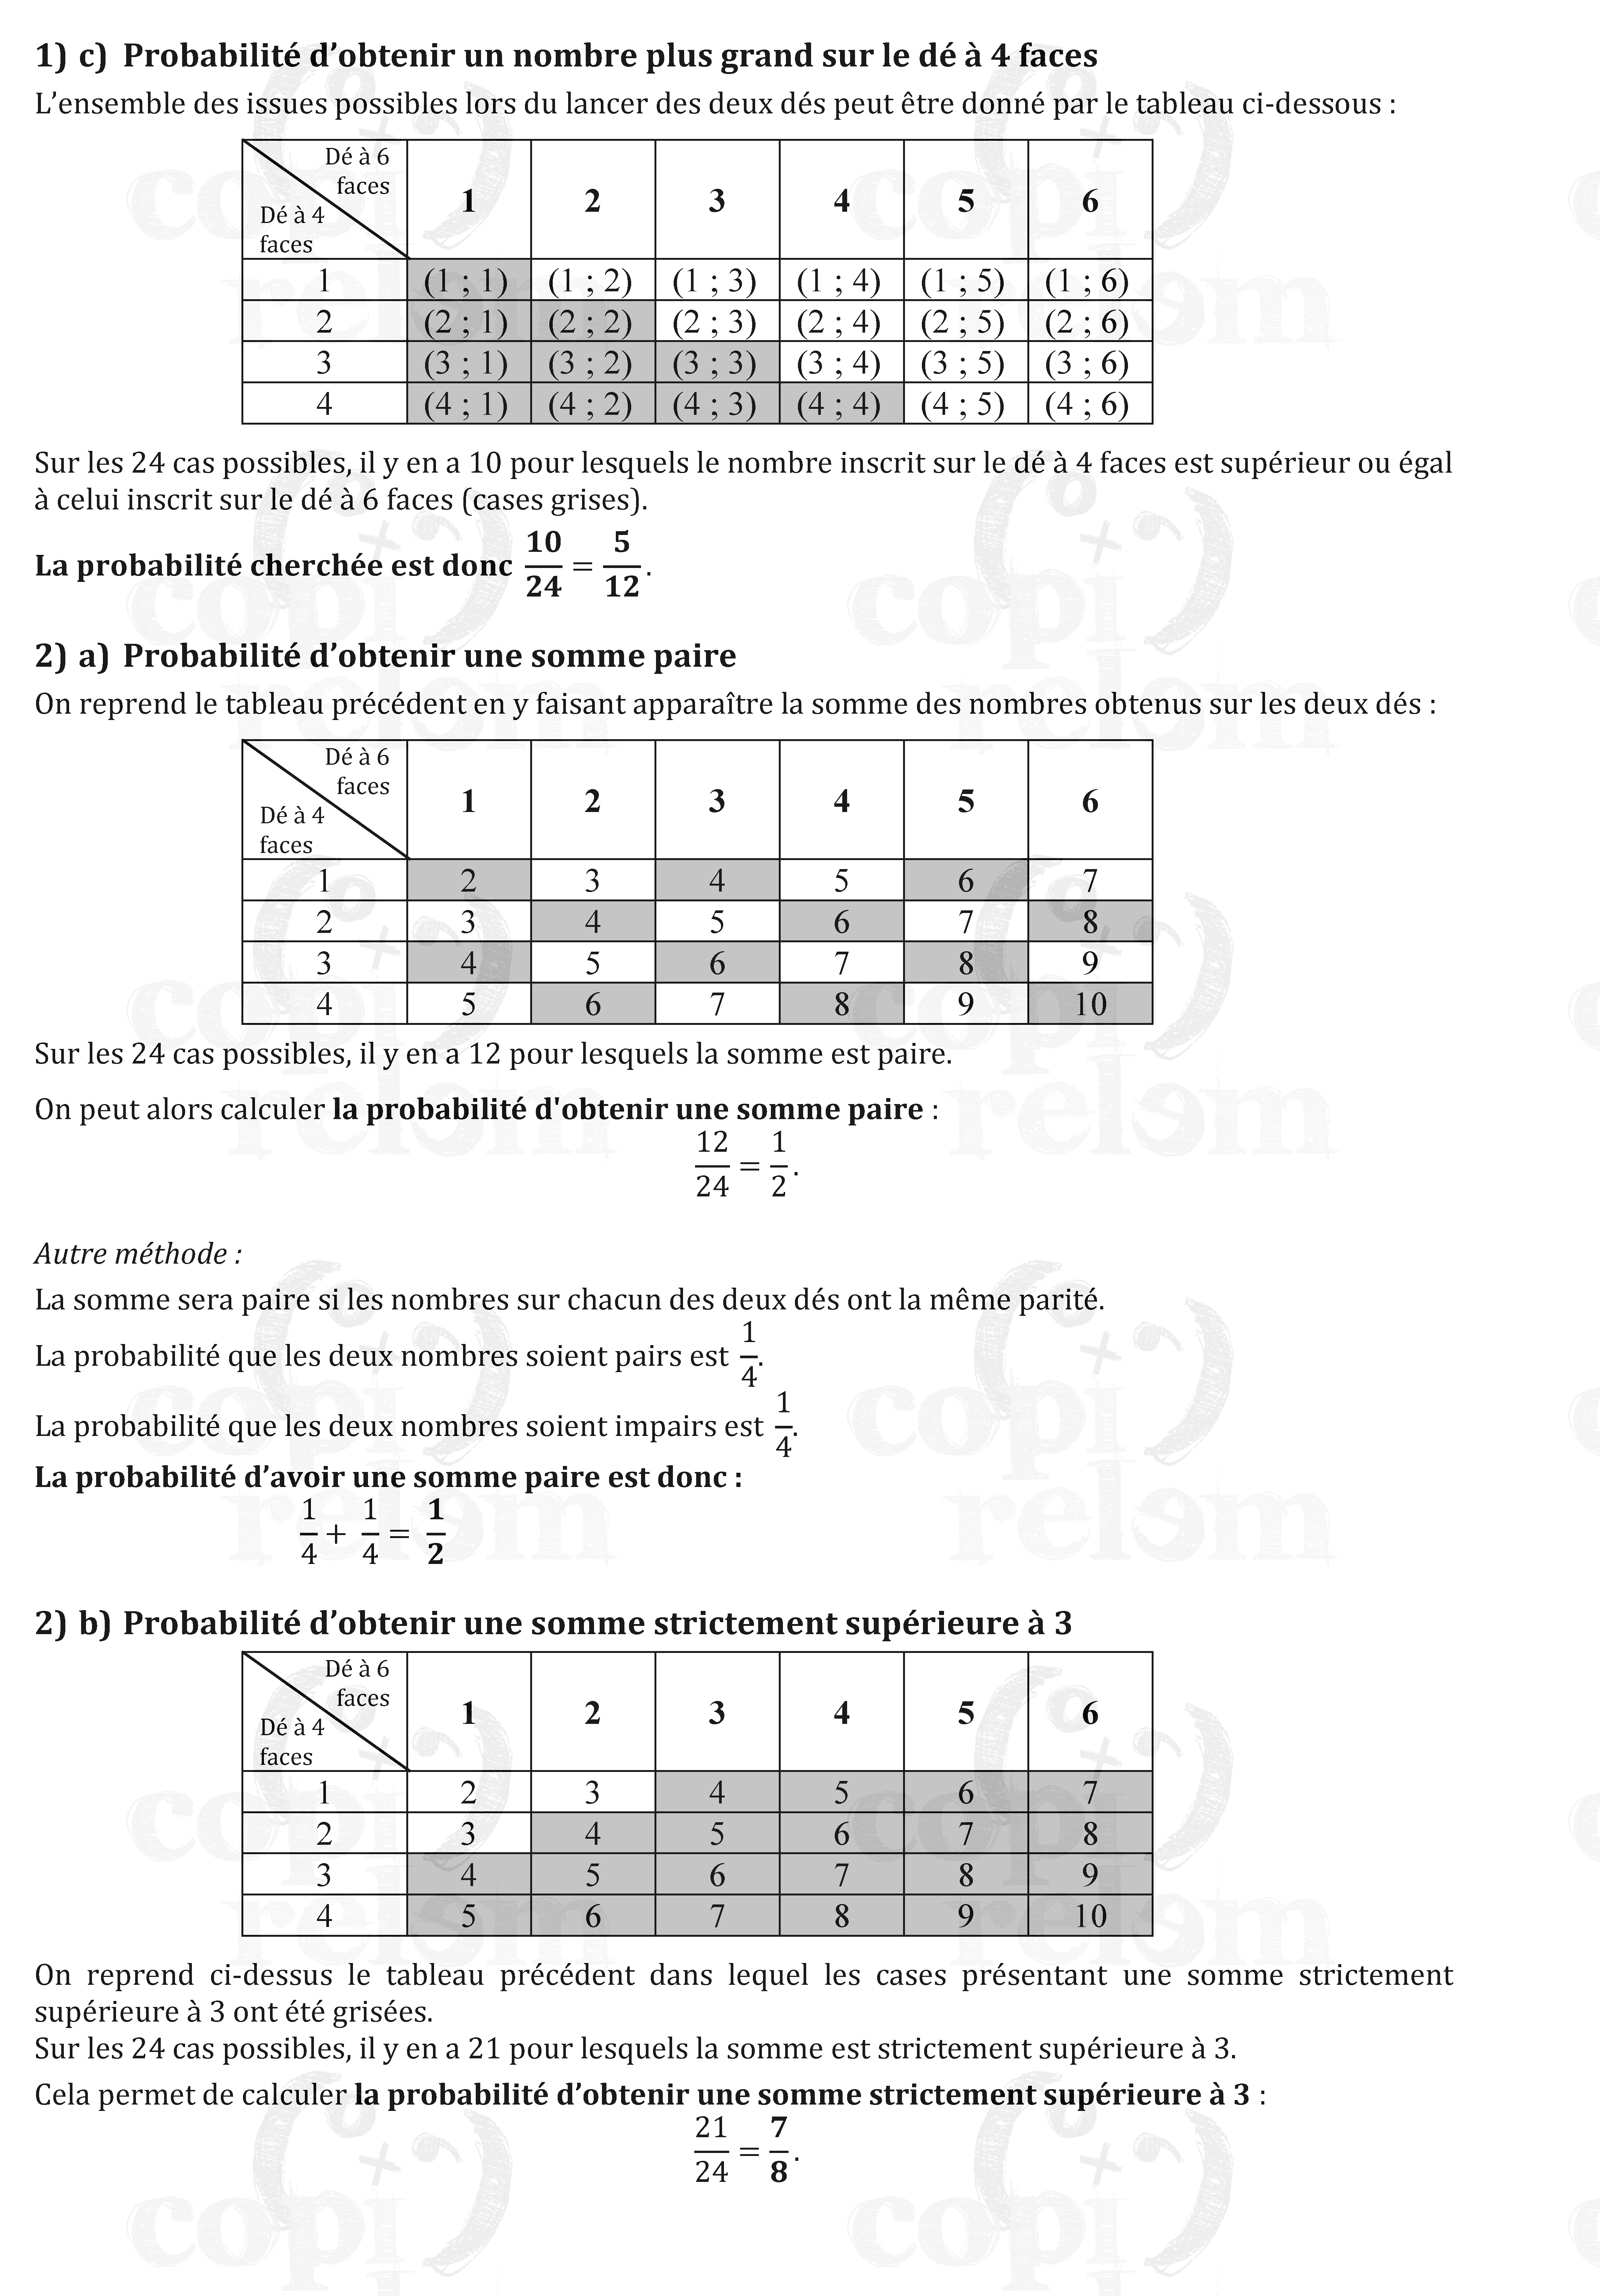 1) c) Probabilité d’obtenir un nombre plus grand sur le dé à 4 faces
L’ensemble des issues possibles lors du lancer des deux dés peut être donné par le tableau ci-dessous :
Dé à 6
faces
Dé à 4
faces
1 2 3 4 5 6
1 (1 ; 1) (1 ; 2) (1 ; 3) (1 ; 4) (1 ; 5) (1 ; 6)
2 (2 ; 1) (2 ; 2) (2 ; 3) (2 ; 4) (2 ; 5) (2 ; 6)
3 (3 ; 1) (3 ; 2) (3 ; 3) (3 ; 4) (3 ; 5) (3 ; 6)
4 (4 ; 1) (4 ; 2) (4 ; 3) (4 ; 4) (4 ; 5) (4 ; 6)
Sur les 24 cas possibles, il y en a 10 pour lesquels le nombre inscrit sur le dé à 4 faces est supérieur ou égal
à celui inscrit sur le dé à 6 faces (cases grises).
La probabilité cherchée est donc 10/24 = 5/12.
2) a) Probabilité d’obtenir une somme paire
On reprend le tableau précédent en y faisant apparaître la somme des nombres obtenus sur les deux dés :
Dé à 6
faces
Dé à 4
faces
1 2 3 4 5 6
1 2 3 4 5 6 7
2 3 4 5 6 7 8
3 4 5 6 7 8 9
4 5 6 7 8 9 10
Sur les 24 cas possibles, il y en a 12 pour lesquels la somme est paire.
On peut alors calculer la probabilité d'obtenir une somme paire :
12/24 = 1/2.
Autre méthode :
La somme sera paire si les nombres sur chacun des deux dés ont la même parité.
La probabilité que les deux nombres soient pairs est 1/4.
La probabilité que les deux nombres soient impairs est 1/4.
La probabilité d’avoir une somme paire est donc :
1/4 + 1/4 = 1/2
2) b) Probabilité d’obtenir une somme strictement supérieure à 3
Dé à 6
faces
Dé à 4
faces
1 2 3 4 5 6
1 2 3 4 5 6 7
2 3 4 5 6 7 8
3 4 5 6 7 8 9
4 5 6 7 8 9 10
On reprend ci-dessus le tableau précédent dans lequel les cases présentant une somme strictement
supérieure à 3 ont été grisées.
Sur les 24 cas possibles, il y en a 21 pour lesquels la somme est strictement supérieure à 3.
Cela permet de calculer la probabilité d’obtenir une somme strictement supérieure à 3 :
21/24 = 7/8.